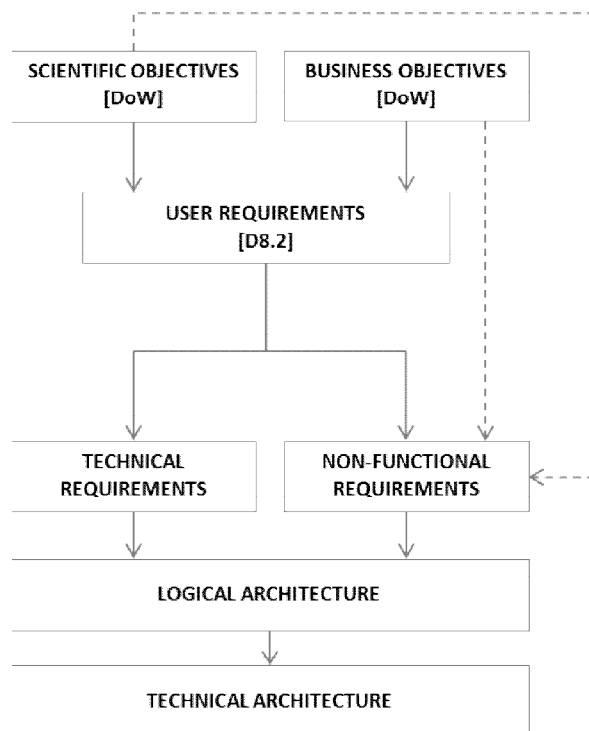 SCIENTIFIC OBJECTIVES
[DoW]
BUSINESS OBJECTIVES
[DoW]
USER REQUIREMENTS
[D8.2]
TECHNICAL
REQUIREMENTS
NON-FUNCTIONAL
REQUIREMENTS
LOGICAL ARCHITECTURE
TECHNICAL ARCHITECTURE